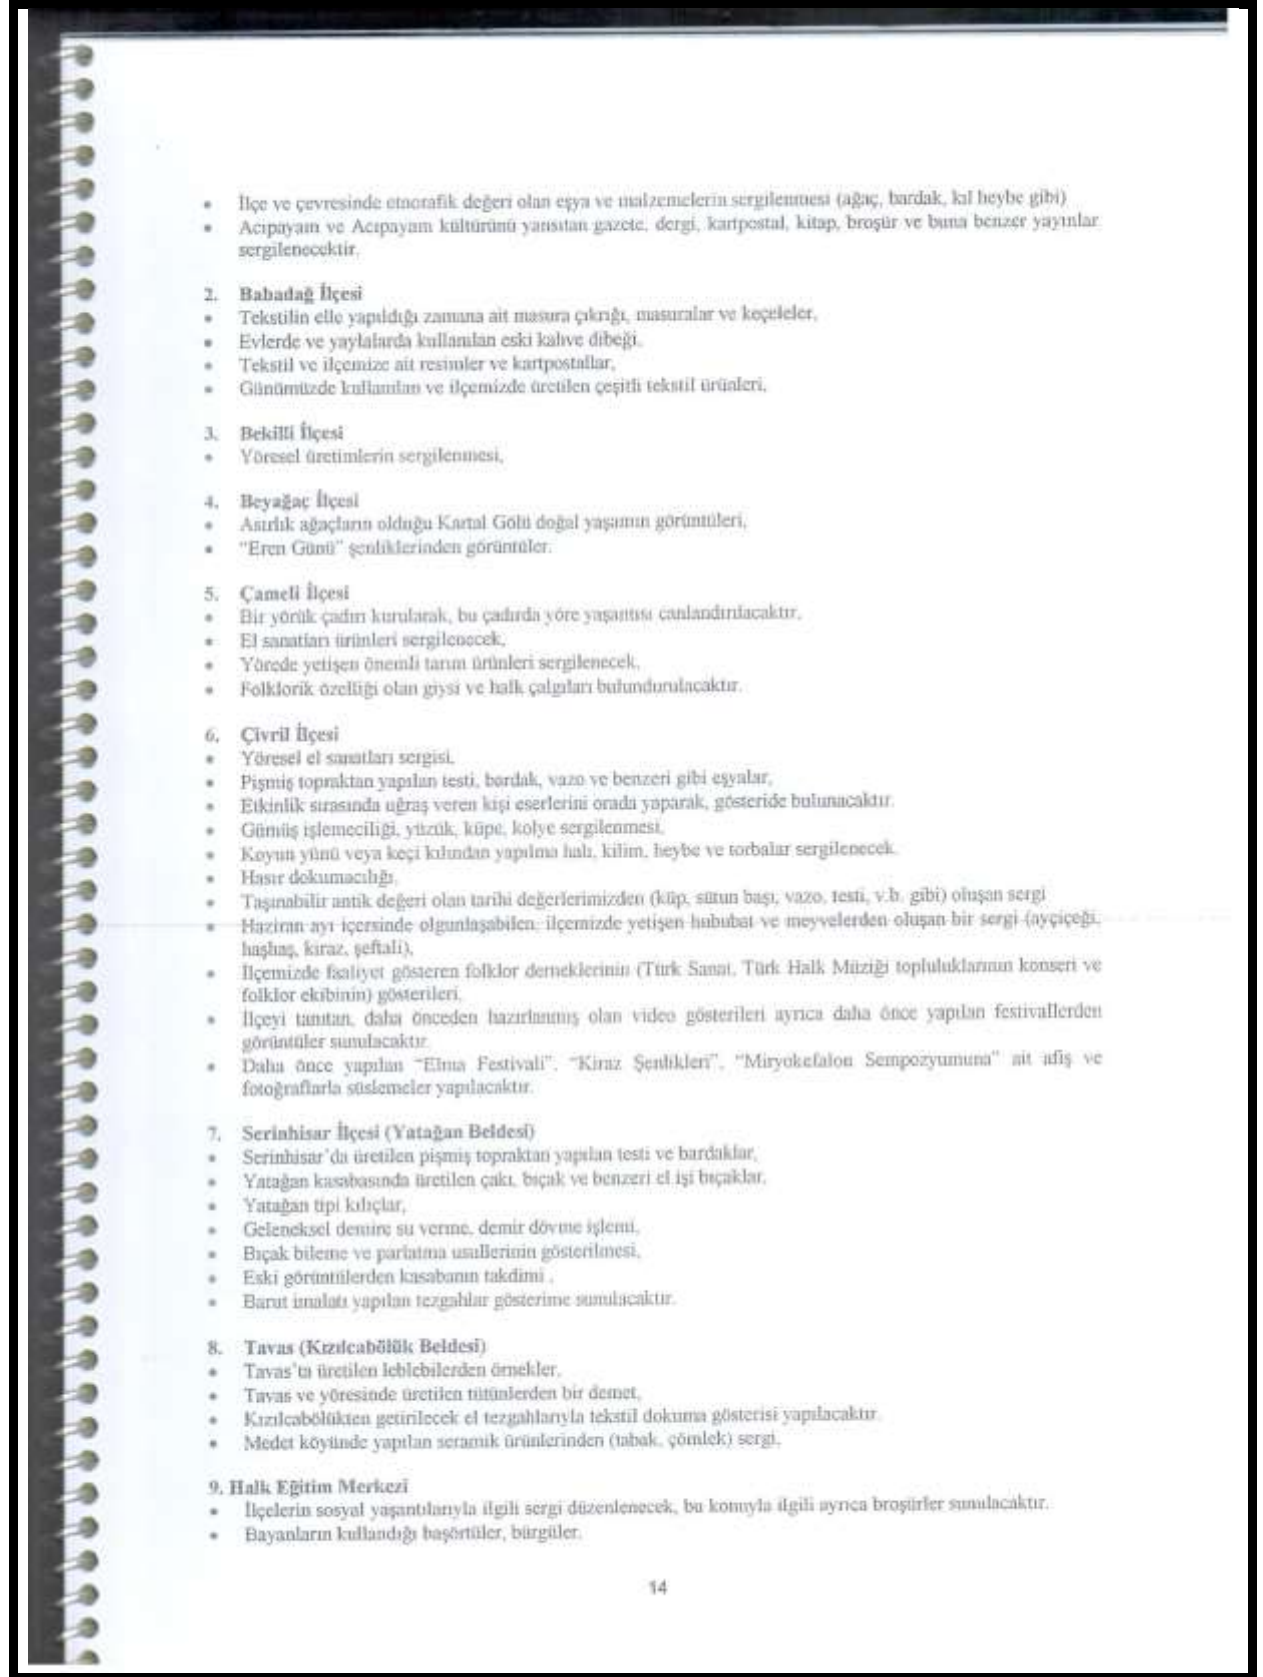 • İlçe ve çevresinde etnorafik değeri olan eşya ve malzemelerin sergilenmesi (ağaç, bardak, kıl heybe gibi)
• Acıpayam ve Acıpayam kültürünü yansıtan gazete, dergi, kartpostal, kitap, broşür ve buna benzer yayınlar
sergilenecektir.
2. Babadağ İlçesi
• Tekstilin elle yapıldığı zamana ait masura çıkrığı, masuralar ve keçeleler,
• Evlerde ve yaylalarda kullanılan eski kahve dibeği,
• Tekstil ve ilçemize ait resimler ve kartpostallar,
• Günümüzde kullanılan ve ilçemizde üretilen çeşitli tekstil ürünleri,
3. Bekilli İlçesi
• Yöresel üretimlerin sergilenmesi,
4. Beyağaç İlçesi
• Asırlık ağaçların olduğu Kartal Gölü doğal yaşamın görüntüleri,
• “Eren Günü” şenliklerinden görüntüler.
5. Çameli İlçesi
• Bir yörük çadırı kurularak, bu çadırda yöre yaşantısı canlandırılacaktır,
• El sanatları ürünleri sergilenecek,
• Yörede yetişen önemli tarım ürünleri sergilenecek,
• Folklorik özelliği olan giysi ve halk çalgıları bulundurulacaktır.
6. Çivril İlçesi
• Yöresel el sanatları sergisi,
• Pişmiş topraktan yapılan testi, bardak, vazo ve benzeri gibi eşyalar,
• Etkinlik sırasında uğraş veren kişi eserlerini orada yaparak, gösteride bulunacaktır.
• Gümüş işlemeciliği, yüzük, küpe, kolye sergilenmesi,
• Koyun yünü veya keçi kılından yapılma halı, kilim, heybe ve torbalar sergilenecek.
• Hasır dokumacılığı,
• Taşınabilir antik değeri olan tarihi değerlerimizden (küp, sütun başı, vazo, testi, v.b. gibi) oluşan sergi
• Haziran ayı içersinde olgunlaşabilen, ilçemizde yetişen hububat ve meyvelerden oluşan bir sergi (ayçiçeği,
haşhaş, kiraz, şeftali),
• İlçemizde faaliyet gösteren folklor derneklerinin (Türk Sanat, Türk Halk Müziği topluluklarının konseri ve
folklor ekibinin) gösterileri,
• İlçeyi tanıtan, daha önceden hazırlanmış olan video gösterileri ayrıca daha önce yapılan festivallerden
görüntüler sunulacaktır.
• Daha önce yapılan “Elma Festivali”, “Kiraz Şenlikleri”, “Miryokefalon Sempozyumuna” ait afiş ve
fotoğraflarla süslemeler yapılacaktır.
7. Serinhisar İlçesi (Yatağan Beldesi)
• Serinhisar’da üretilen pişmiş topraktan yapılan testi ve bardaklar,
• Yatağan kasabasında üretilen çakı, bıçak ve benzeri el işi bıçaklar,
• Yatağan tipi kılıçlar,
• Geleneksel demire su verme, demir dövme işlemi,
• Bıçak bileme ve parlatma usullerinin gösterilmesi,
• Eski görüntülerden kasabanın takdimi ,
• Barut imalatı yapılan tezgahlar gösterime sunulacaktır.
8. Tavas (Kızılcabölük Beldesi)
• Tavas’ta üretilen leblebilerden örnekler,
• Tavas ve yöresinde üretilen tütünlerden bir demet,
• Kızılcabölükten getirilecek el tezgahlarıyla tekstil dokuma gösterisi yapılacaktır.
• Medet köyünde yapılan seramik ürünlerinden (tabak, çömlek) sergi,
9. Halk Eğitim Merkezi
• İlçelerin sosyal yaşantılarıyla ilgili sergi düzenlenecek, bu konuyla ilgili ayrıca broşürler sunulacaktır.
• Bayanların kullandığı başörtüler, bürgüler.
14